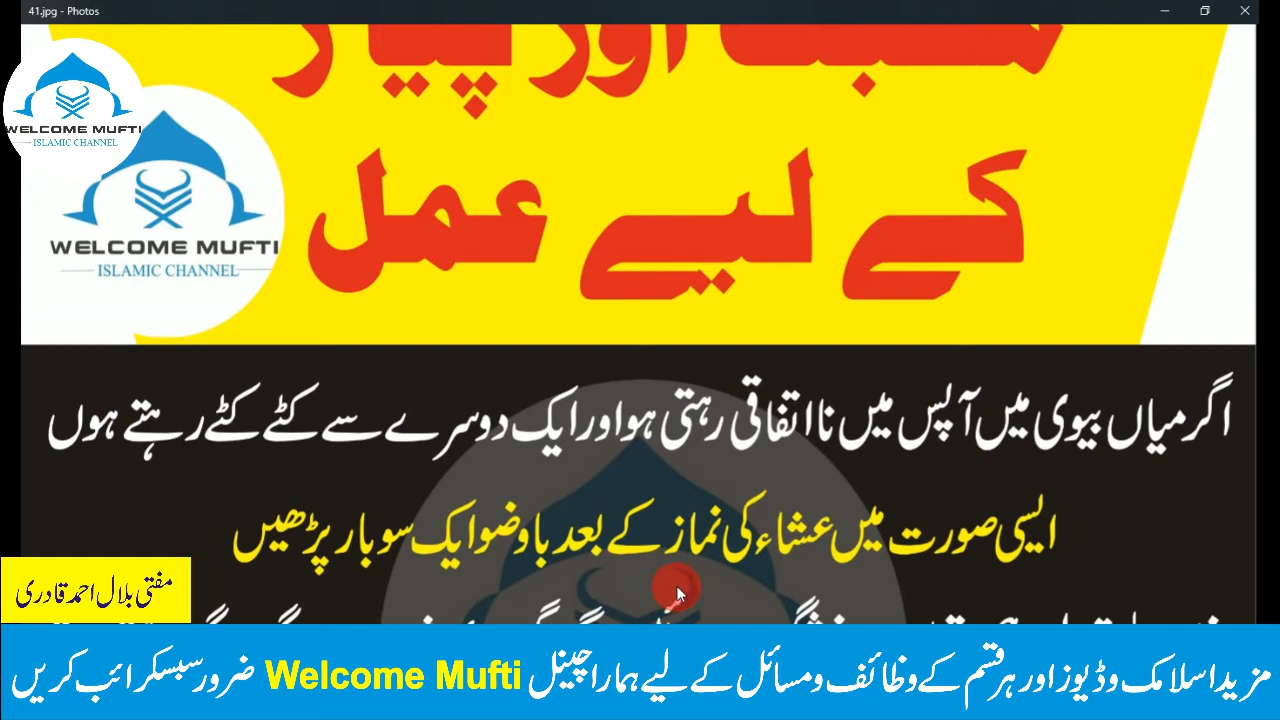 41.jpg - Photos
اور پیار
کے لیے عمل
WELCOME MUFTI
ISLAMIC CHANNEL
WELCOME MUFTI
ISLAMIC CHANNEL
اگر میاں بیوی میں آپس میں نا اتفاقی رہتی ہو اور ایک دوسرے سے کٹے کٹے رہتے ہوں
ایسی صورت میں عشاء کی نماز کے بعد باوضو ایک سو بار پڑھیں
مفتی بلال احمد قادری
مزید اسلامک وڈیوز اور ہر قسم کے وظائف و مسائل کے لیے ہمارا چینل Welcome Mufti ضرور سبسکرائب کریں